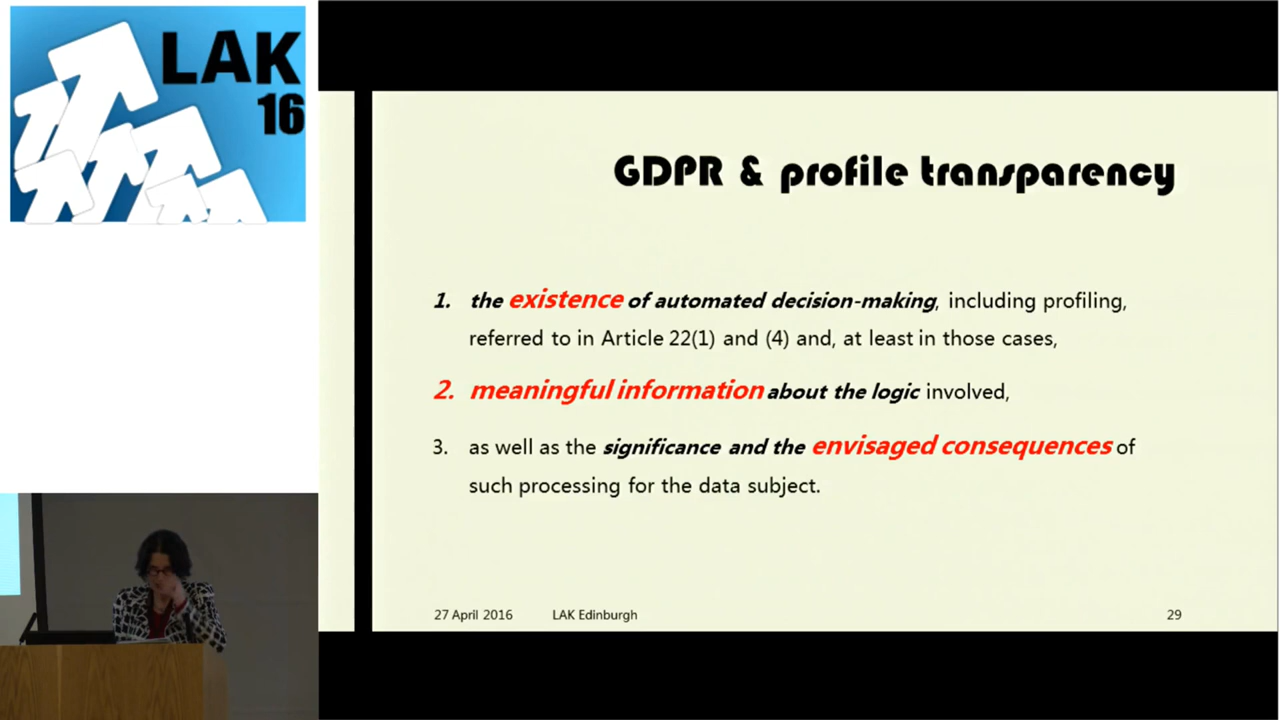 LAK
16
GDPR & profile transparency
1. the existence of automated decision-making, including profiling,
referred to in Article 22(1) and (4) and, at least in those cases,
2. meaningful information about the logic involved,
3. as well as the significance and the envisaged consequences of
such processing for the data subject.
27 April 2016 LAK Edinburgh 29